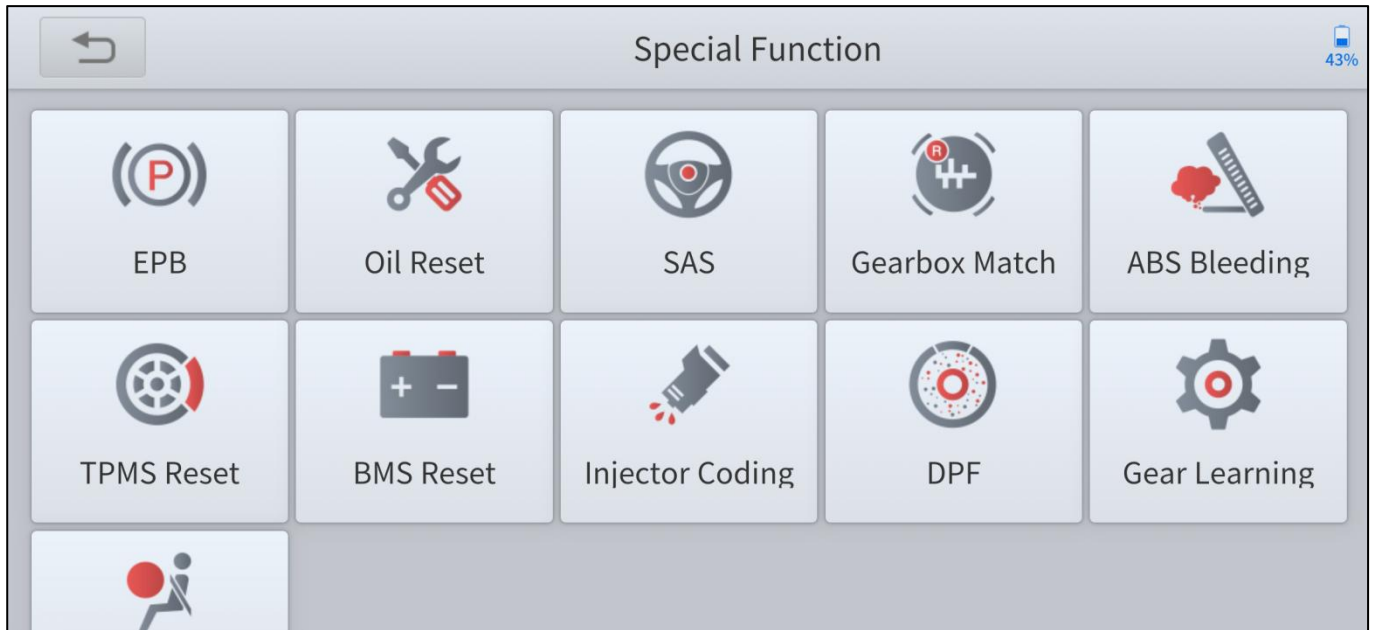 Special Function
43%
P
R
EPB
Oil Reset
SAS
Gearbox Match
ABS Bleeding
+ −
TPMS Reset
BMS Reset
Injector Coding
DPF
Gear Learning